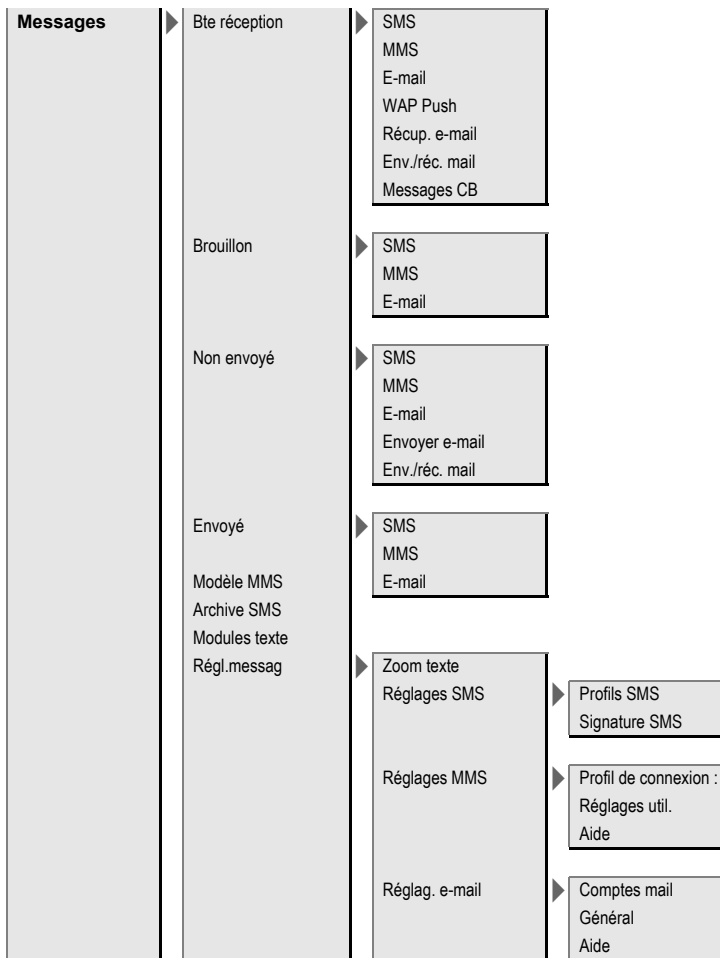 Messages
Bte réception
SMS
MMS
E-mail
WAP Push
Récup. e-mail
Env./réc. mail
Messages CB
Brouillon
SMS
MMS
E-mail
Non envoyé
SMS
MMS
E-mail
Envoyer e-mail
Env./réc. mail
Envoyé
SMS
MMS
E-mail
Modèle MMS
Archive SMS
Modules texte
Régl.messag
Zoom texte
Réglages SMS
Profils SMS
Signature SMS
Réglages MMS
Profil de connexion :
Réglages util.
Aide
Réglag. e-mail
Comptes mail
Général
Aide